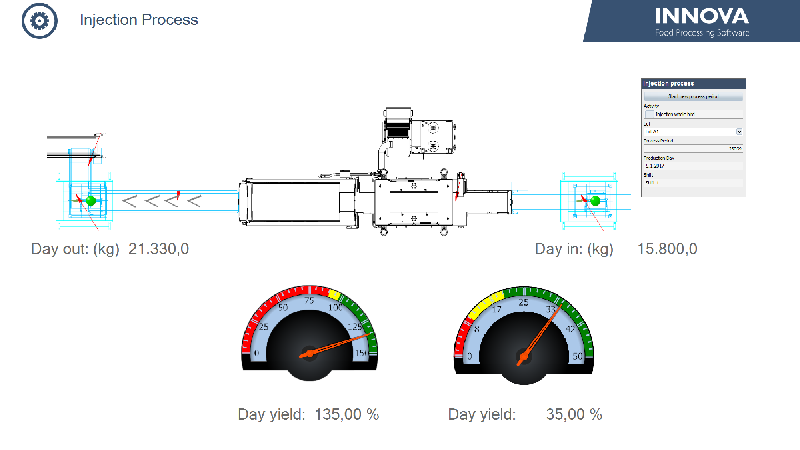 Injection Process
INNOVA
Food Processing Software
Injection process
Activity
Lot
Production Day
Shift
Day out: (kg) 21.330,0
Day in: (kg) 15.800,0
0 25 50 75 100 125 150
0 8 17 25 33 42 50
Day yield: 135,00 %
Day yield: 35,00 %